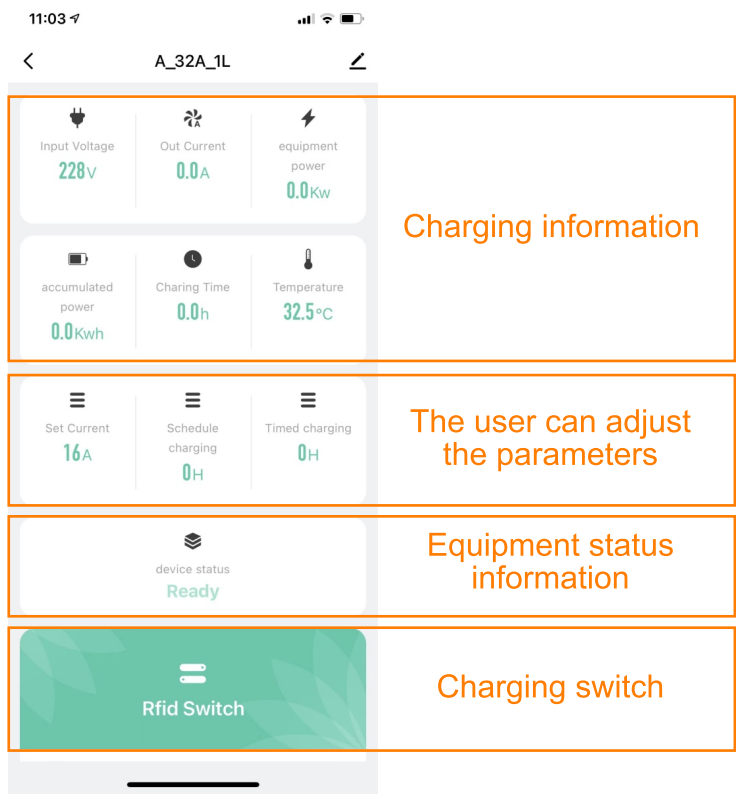 11:03
A_32A_1L
Input Voltage
228V
Out Current
0.0A
equipment
power
0.0Kw
Charging information
accumulated
power
0.0Kwh
Charing Time
0.0h
Temperature
32.5°C
Set Current
16A
Schedule
charging
0H
Timed charging
0H
The user can adjust
the parameters
device status
Ready
Equipment status
information
Rfid Switch
Charging switch